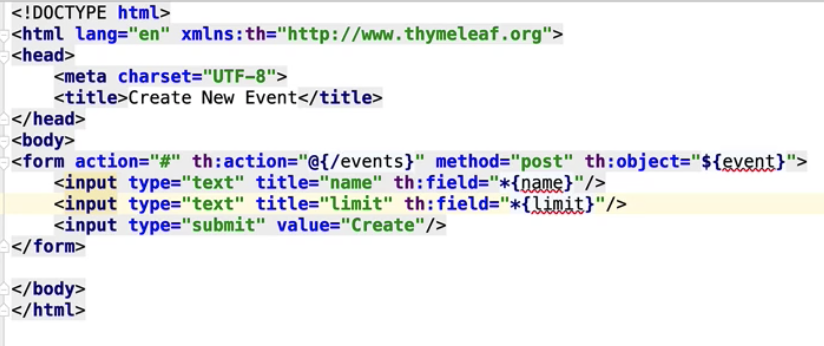 <!DOCTYPE html>
<html lang="en" xmlns:th="http://www.thymeleaf.org">
<head>
    <meta charset="UTF-8">
    <title>Create New Event</title>
</head>
<body>
<form action="#" th:action="@{/events}" method="post" th:object="${event}">
    <input type="text" title="name" th:field="*{name}"/>
    <input type="text" title="limit" th:field="*{limit}"/>
    <input type="submit" value="Create"/>
</form>

</body>
</html>